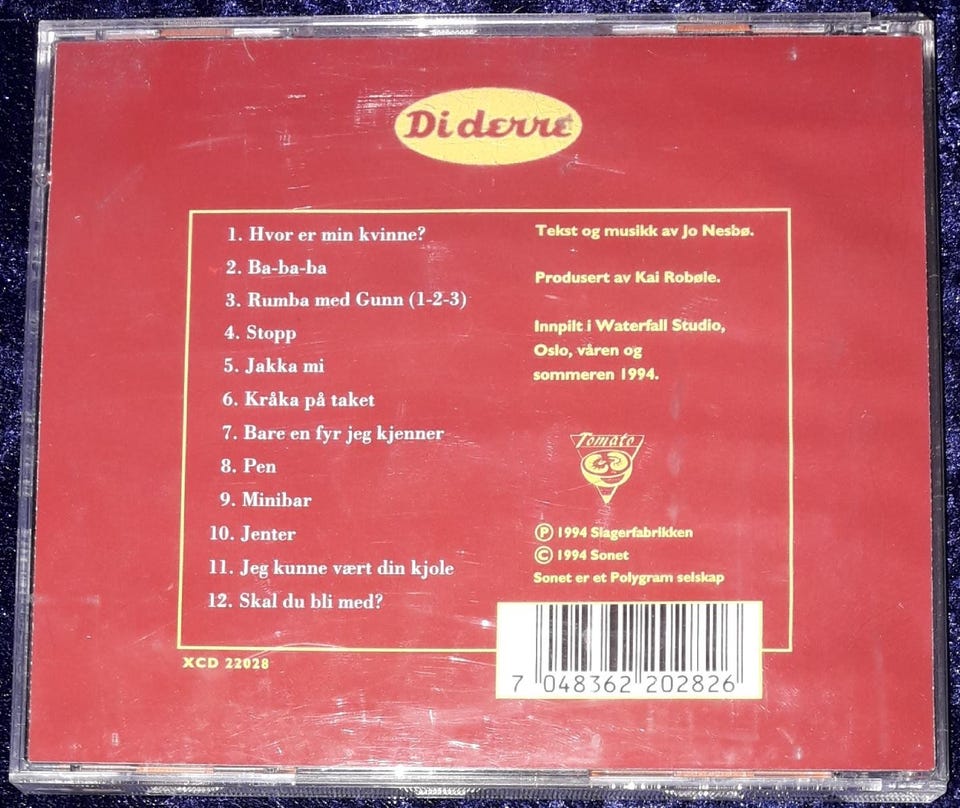 Di derre
1. Hvor er min kvinne?
2. Ba-ba-ba
3. Rumba med Gunn (1-2-3)
4. Stopp
5. Jakka mi
6. Kråka på taket
7. Bare en fyr jeg kjenner
8. Pen
9. Minibar
10. Jenter
11. Jeg kunne vært din kjole
12. Skal du bli med?
Tekst og musikk av Jo Nesbø.
Produsert av Kai Robøle.
Innpilt i Waterfall Studio,
Oslo, våren og
sommeren 1994.
Tomato
Ⓟ 1994 Slagerfabrikken
© 1994 Sonet
Sonet er et Polygram selskap
XCD 22028
7 048362 202826